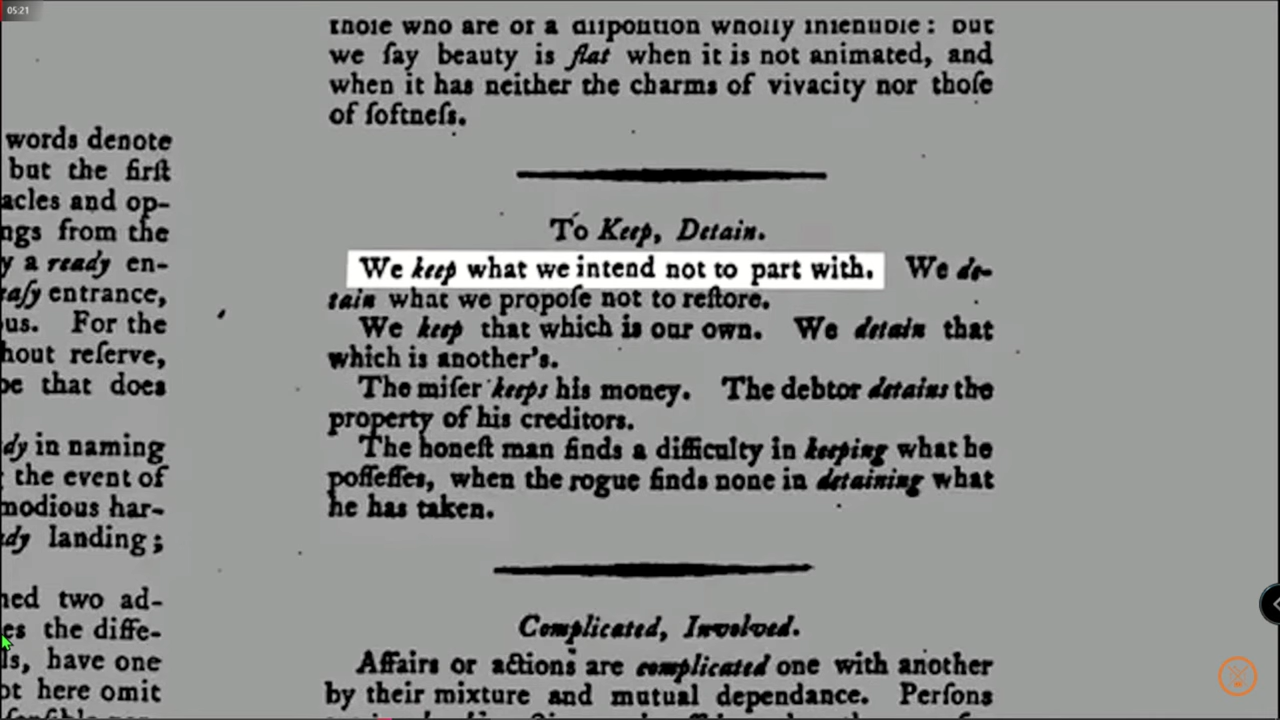 05:21
thoſe who are of a diſpoſition wholly inſenſible: but
we ſay beauty is flat when it is not animated, and
when it has neither the charms of vivacity nor thoſe
of ſoftneſs.
words denote
but the firſt
acles and op-
ngs from the
y a ready en-
eaſy entrance,
us. For the
hout reſerve,
be that does
dy in naming
the event of
modious har-
dy landing;
ned two ad-
es the diffe-
ls, have one
ot here omit
To Keep, Detain.
We keep what we intend not to part with. We de-
tain what we propoſe not to reſtore.
We keep that which is our own. We detain that
which is another's.
The miſer keeps his money. The debtor detains the
property of his creditors.
The honeſt man finds a difficulty in keeping what he
poſſeſſes, when the rogue finds none in detaining what
he has taken.
Complicated, Involved.
Affairs or actions are complicated one with another
by their mixture and mutual dependance. Perſons